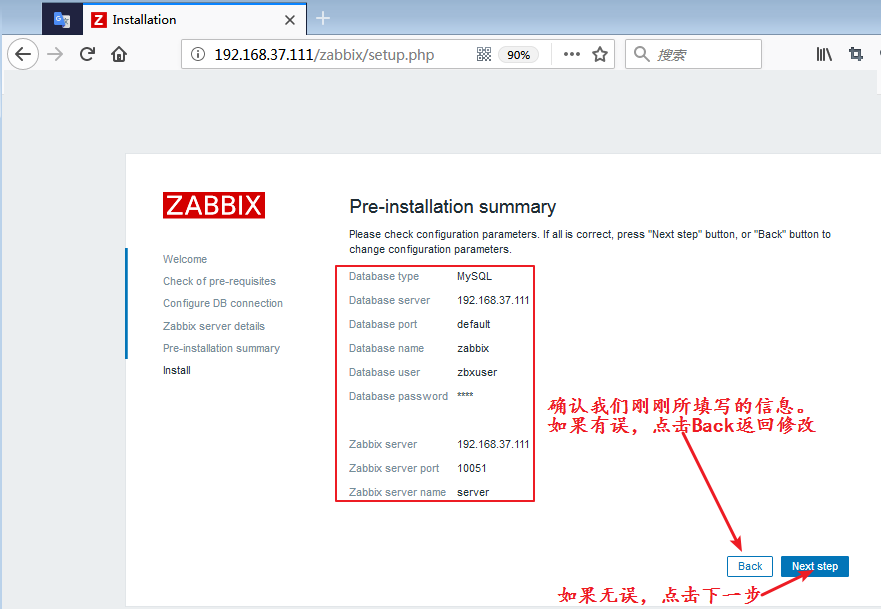 Installation
192.168.37.111/zabbix/setup.php
90%
搜索
ZABBIX
Welcome
Check of pre-requisites
Configure DB connection
Zabbix server details
Pre-installation summary
Install
Pre-installation summary
Please check configuration parameters. If all is correct, press "Next step" button, or "Back" button to
change configuration parameters.
Database type MySQL
Database server 192.168.37.111
Database port default
Database name zabbix
Database user zbxuser
Database password ****
Zabbix server 192.168.37.111
Zabbix server port 10051
Zabbix server name server
确认我们刚刚所填写的信息。
如果有误，点击Back返回修改
Back Next step
如果无误，点击下一步